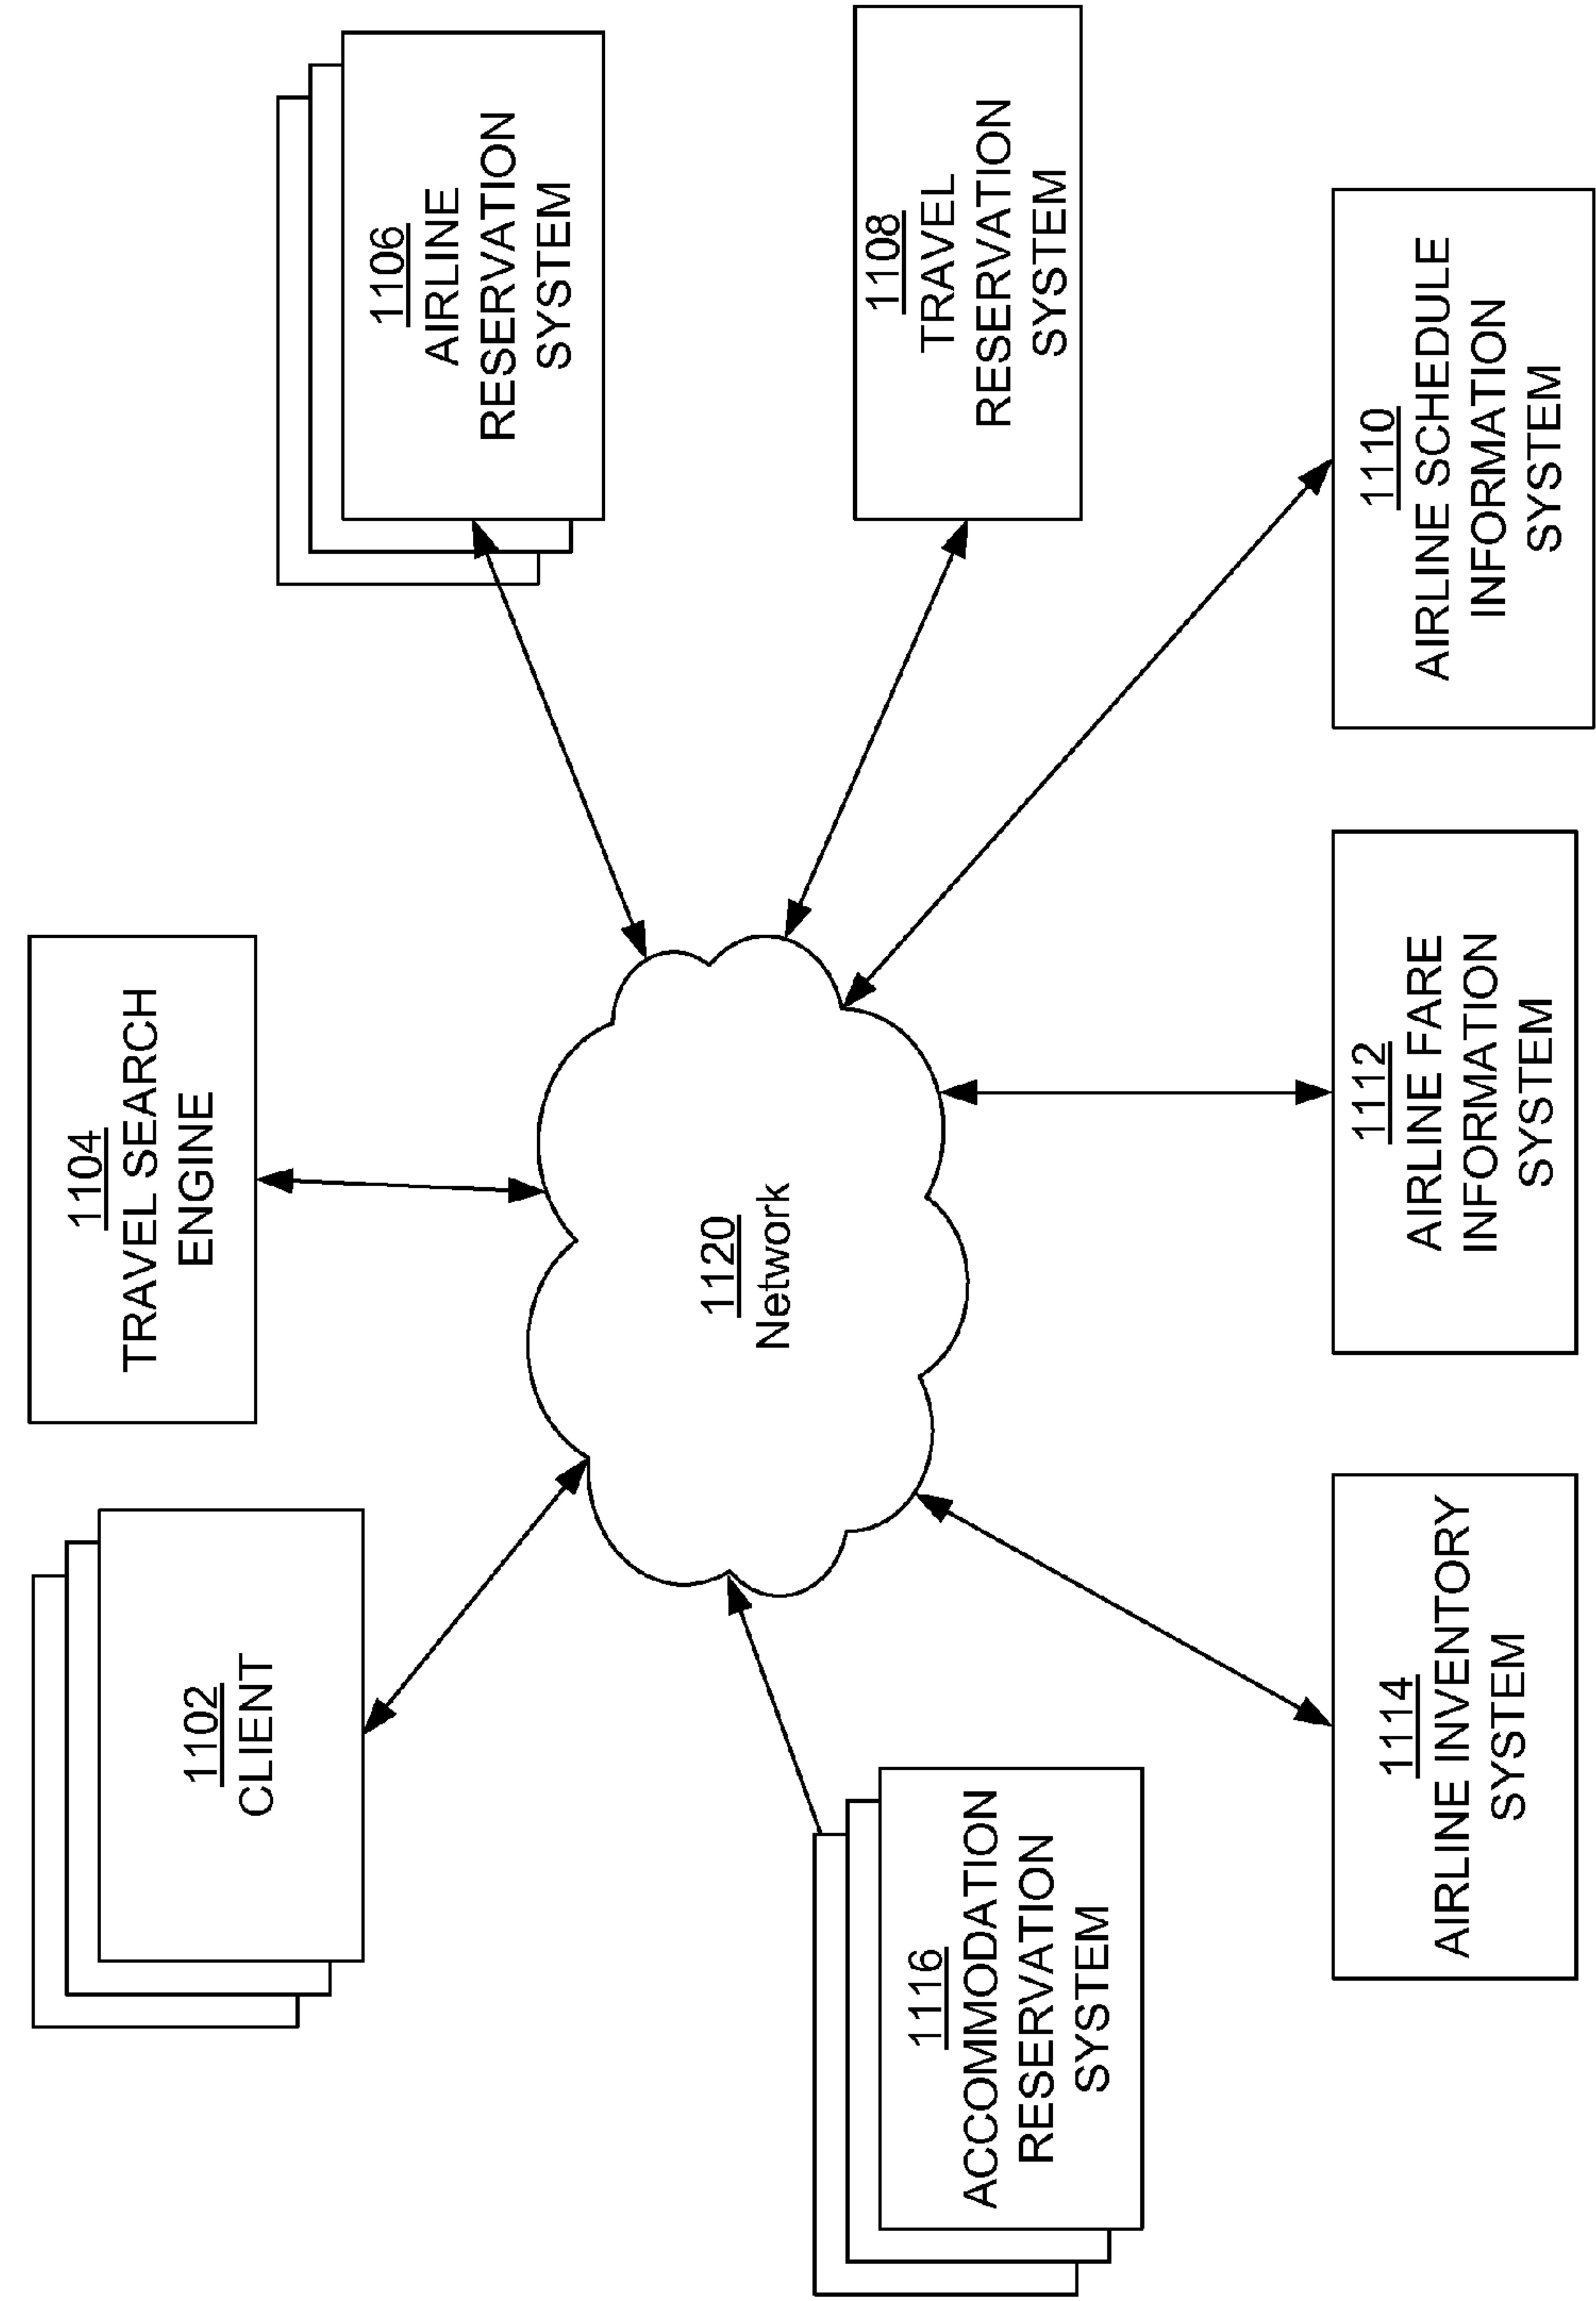 1102
CLIENT
1104
TRAVEL SEARCH
ENGINE
1106
AIRLINE
RESERVATION
SYSTEM
1120
Network
1108
TRAVEL
RESERVATION
SYSTEM
1116
ACCOMMODATION
RESERVATION
SYSTEM
1114
AIRLINE INVENTORY
SYSTEM
1112
AIRLINE FARE
INFORMATION
SYSTEM
1110
AIRLINE SCHEDULE
INFORMATION
SYSTEM